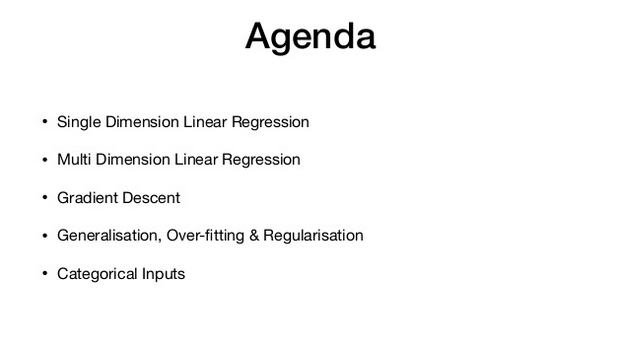 Agenda
• Single Dimension Linear Regression
• Multi Dimension Linear Regression
• Gradient Descent
• Generalisation, Over-fitting & Regularisation
• Categorical Inputs